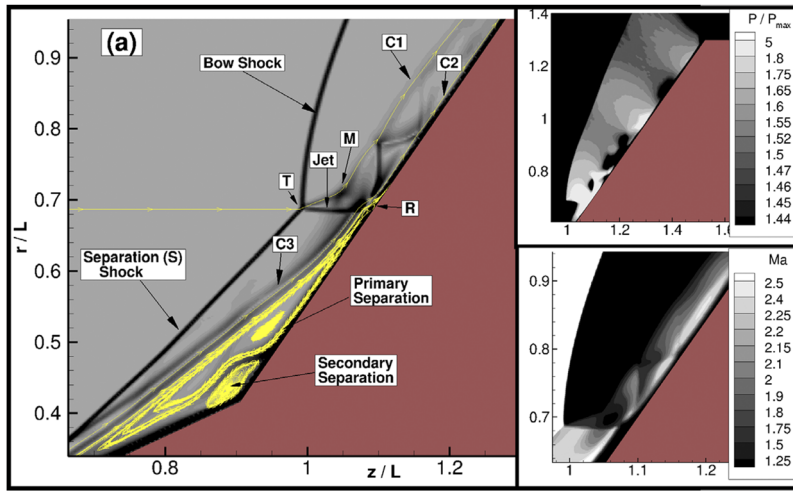 (a)
Bow Shock
C1
C2
M
Jet
T
R
C3
Separation (S)
Shock
Primary
Separation
Secondary
Separation
r / L
0.9
0.8
0.7
0.6
0.5
0.4
0.8
1
1.2
z / L
1.4
1.2
1
0.8
1
1.2
1.4
1.6
P / Pmax
5
1.8
1.75
1.65
1.6
1.55
1.52
1.5
1.47
1.46
1.44
0.9
0.8
0.7
1
1.1
1.2
Ma
2.5
2.4
2.25
2.2
2.15
2.1
2
1.9
1.8
1.75
1.5
1.25